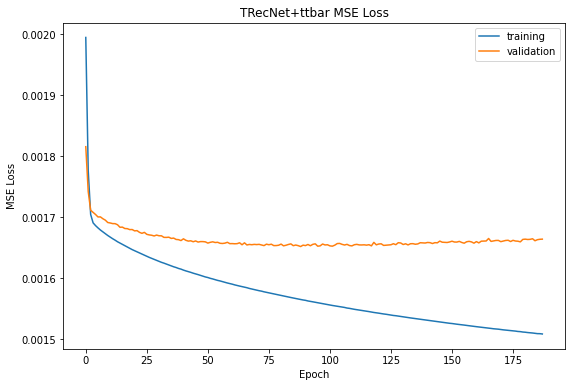 TRecNet+ttbar MSE Loss
training
validation
0.0020
0.0019
0.0018
0.0017
0.0016
0.0015
MSE Loss
0 25 50 75 100 125 150 175
Epoch